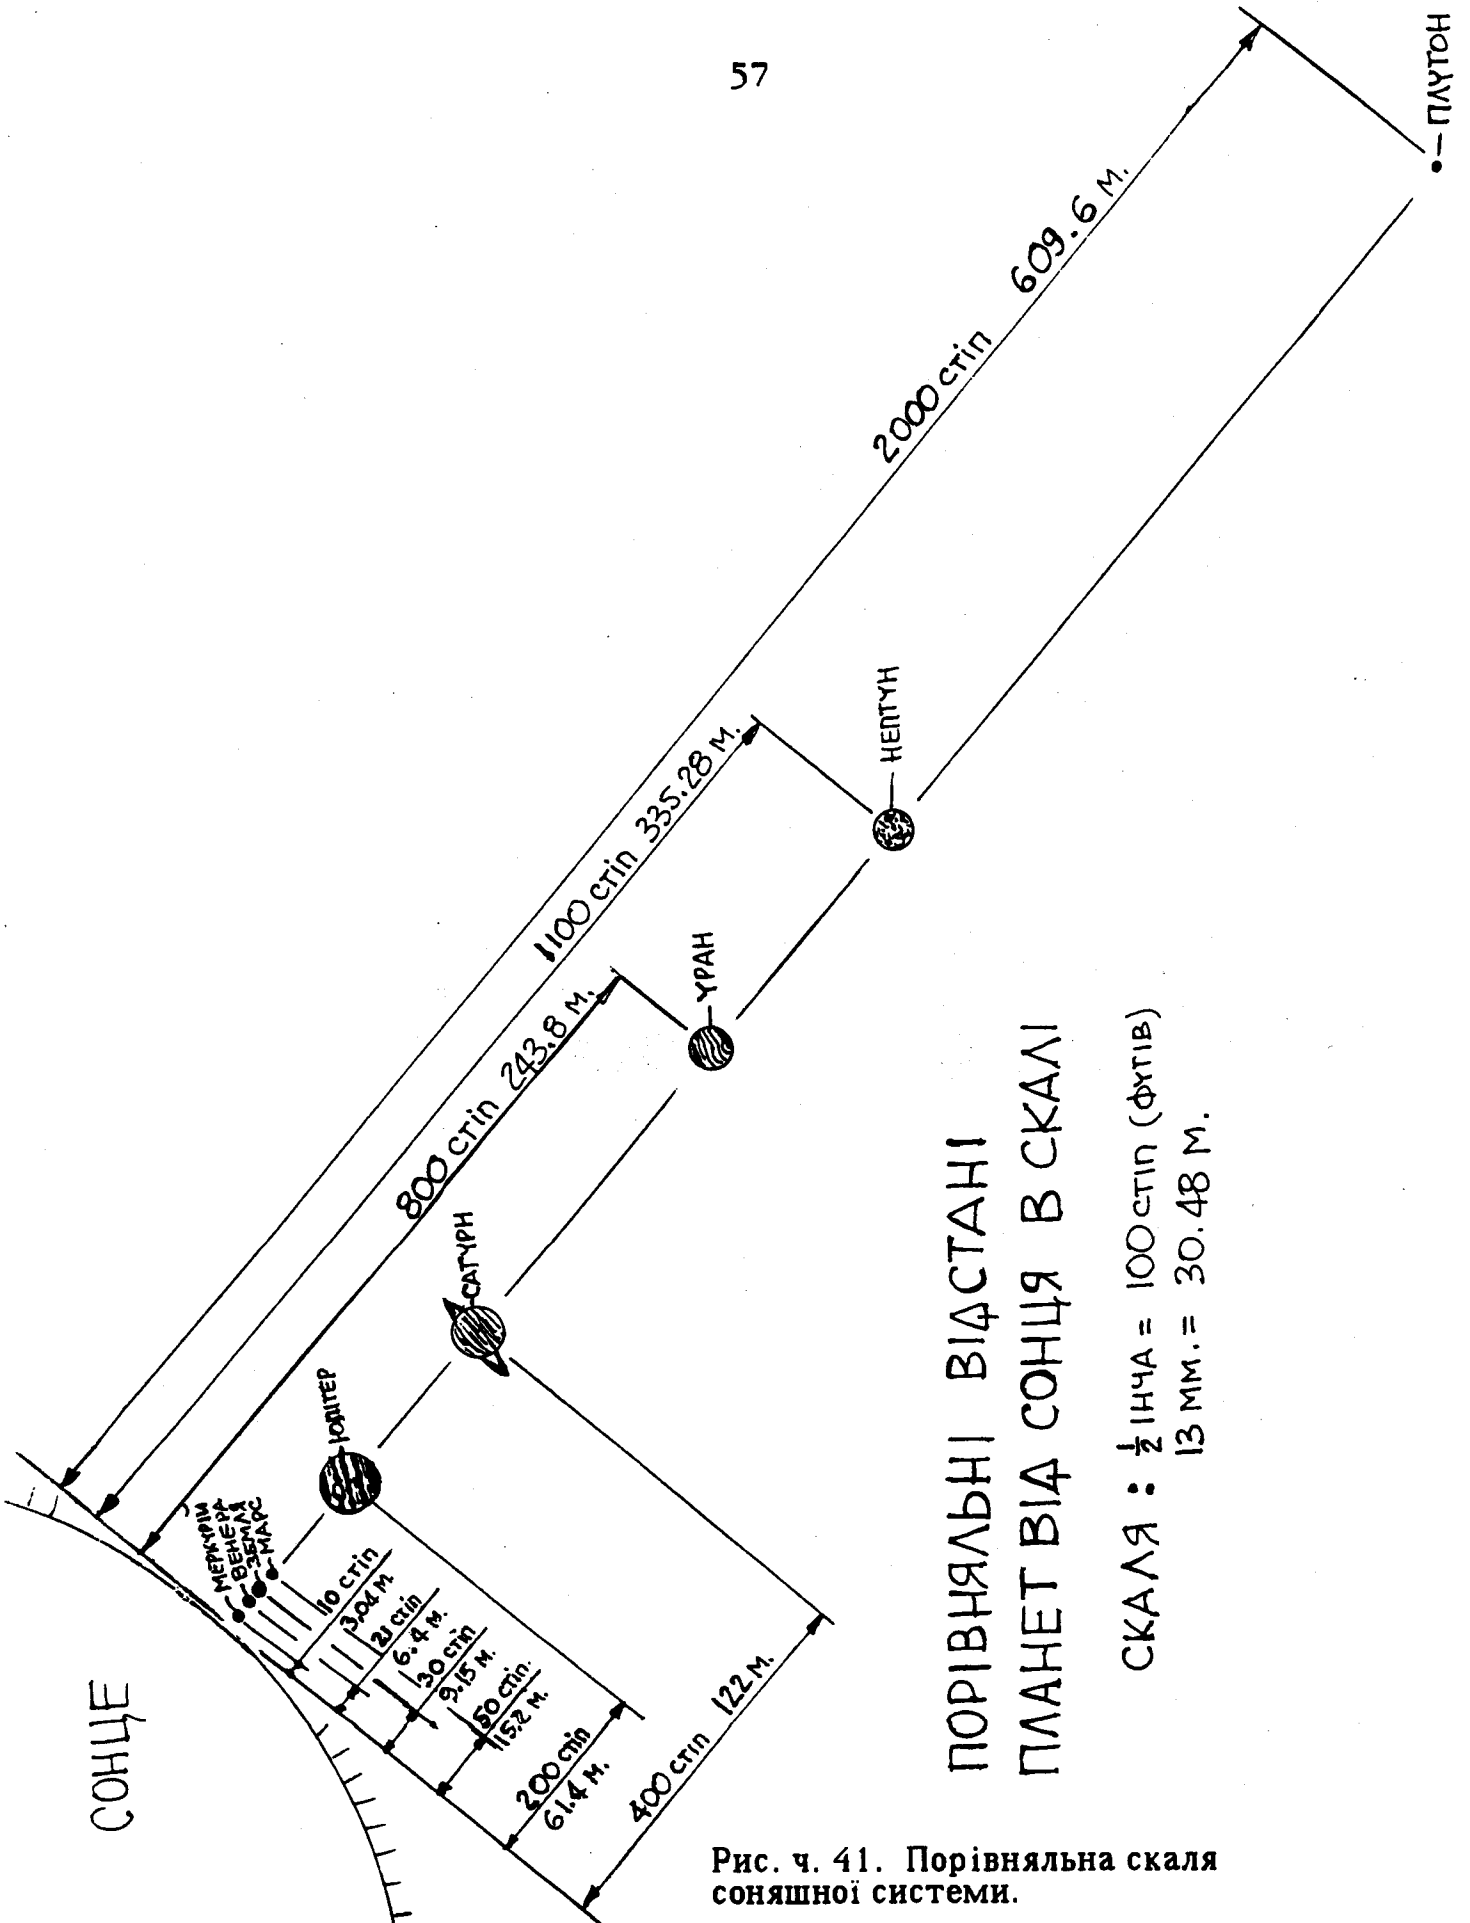 57
СОНЦЕ
МЕРКУРІЙ
ВЕНЕРА
ЗЕМЛЯ
МАРС
ЮПІТЕР
САТУРН
УРАН
НЕПТУН
ПЛУТОН
10 стіп
3.04 М.
21 стіп
6.4 М.
30 стіп
9.15 М.
50 стіп.
15.2 М.
200 стіп
61.4 М.
400 стіп 122 М.
800 стіп 243.8 М.
1100 стіп 335.28 М.
2000 стіп 609.6 М.
ПОРІВНЯЛЬНІ ВІДСТАНІ
ПЛАНЕТ ВІД СОНЦЯ В СКАЛІ
СКАЛЯ : ½ ІНЧА = 100 СТІП (ФУТІВ)
13 ММ. = 30.48 М.
Рис. ч. 41. Порівняльна скаля
соняшної системи.